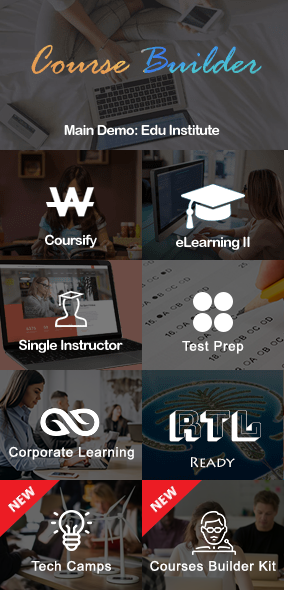 Course Builder
Main Demo: Edu Institute
Coursify
eLearning II
Single Instructor
Test Prep
Corporate Learning
RTL
READY
NEW
Tech Camps
NEW
Courses Builder Kit